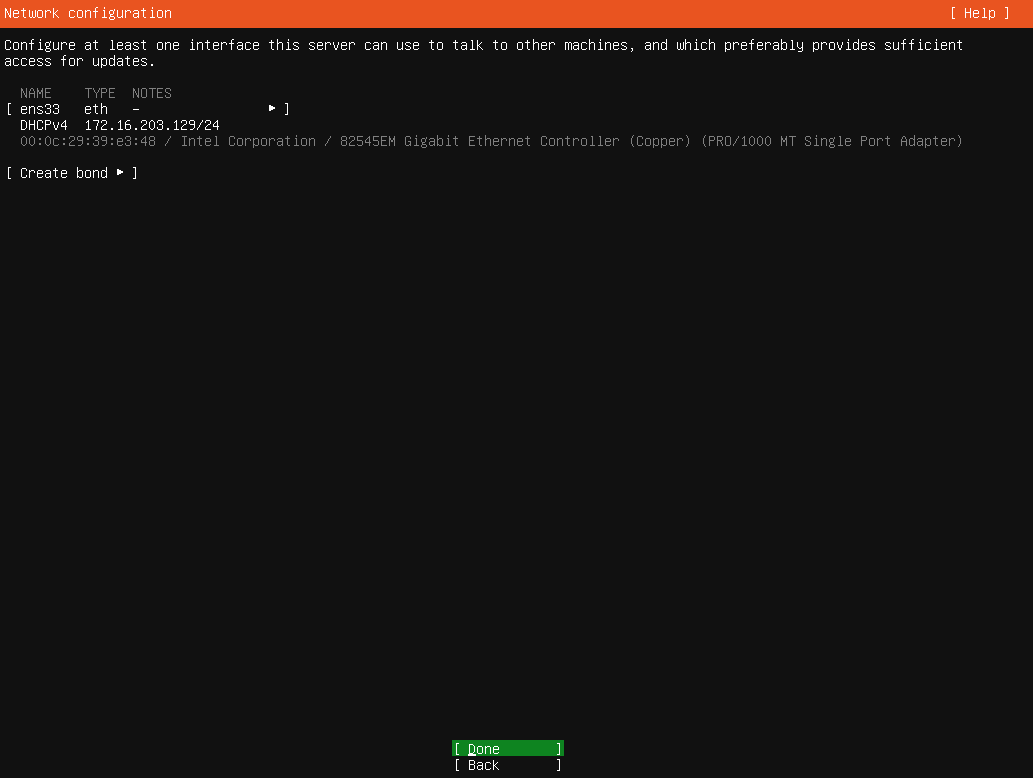 Network configuration [ Help ]
Configure at least one interface this server can use to talk to other machines, and which preferably provides sufficient
access for updates.
NAME TYPE NOTES
[ ens33 eth – ▸ ]
DHCPv4 172.16.203.129/24
00:0c:29:39:e3:48 / Intel Corporation / 82545EM Gigabit Ethernet Controller (Copper) (PRO/1000 MT Single Port Adapter)
[ Create bond ▸ ]
[ Done ]
[ Back ]